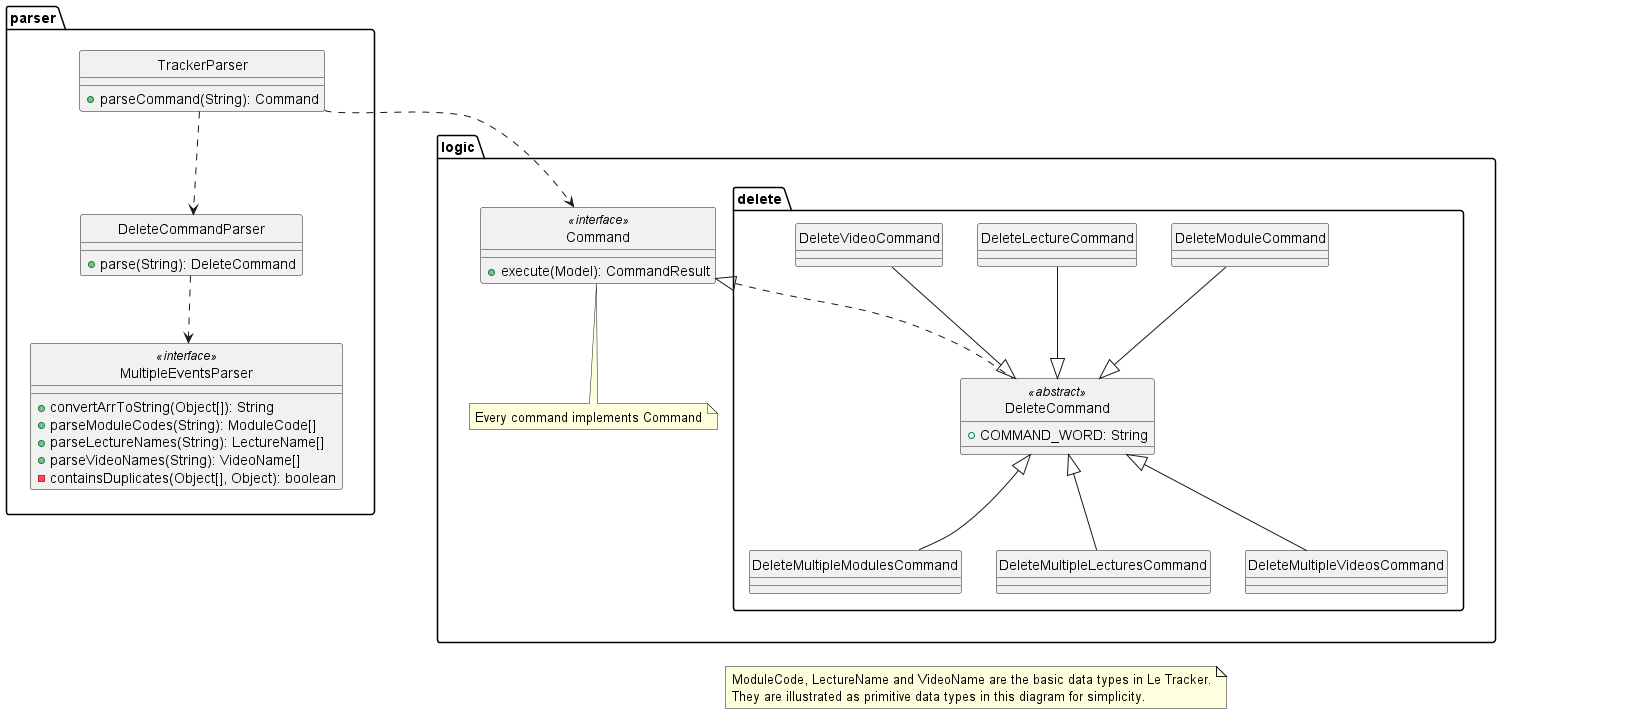 parser
TrackerParser
parseCommand(String): Command
DeleteCommandParser
parse(String): DeleteCommand
«interface»
MultipleEventsParser
convertArrToString(Object[]): String
parseModuleCodes(String): ModuleCode[]
parseLectureNames(String): LectureName[]
parseVideoNames(String): VideoName[]
containsDuplicates(Object[], Object): boolean
logic
«interface»
Command
execute(Model): CommandResult
Every command implements Command
delete
DeleteVideoCommand
DeleteLectureCommand
DeleteModuleCommand
«abstract»
DeleteCommand
COMMAND_WORD: String
DeleteMultipleModulesCommand
DeleteMultipleLecturesCommand
DeleteMultipleVideosCommand
ModuleCode, LectureName and VideoName are the basic data types in Le Tracker.
They are illustrated as primitive data types in this diagram for simplicity.